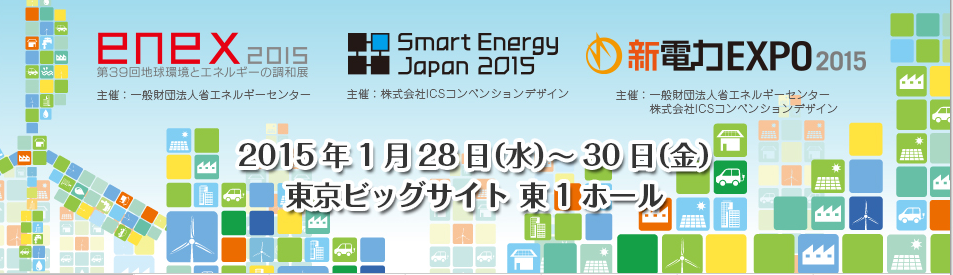 enex 2015
第39回地球環境とエネルギーの調和展
主催：一般財団法人省エネルギーセンター
Smart Energy
Japan 2015
主催：株式会社ICSコンベンションデザイン
新電力EXPO 2015
主催：一般財団法人省エネルギーセンター
株式会社ICSコンベンションデザイン
2015年1月28日(水)～30日(金)
東京ビッグサイト 東1ホール